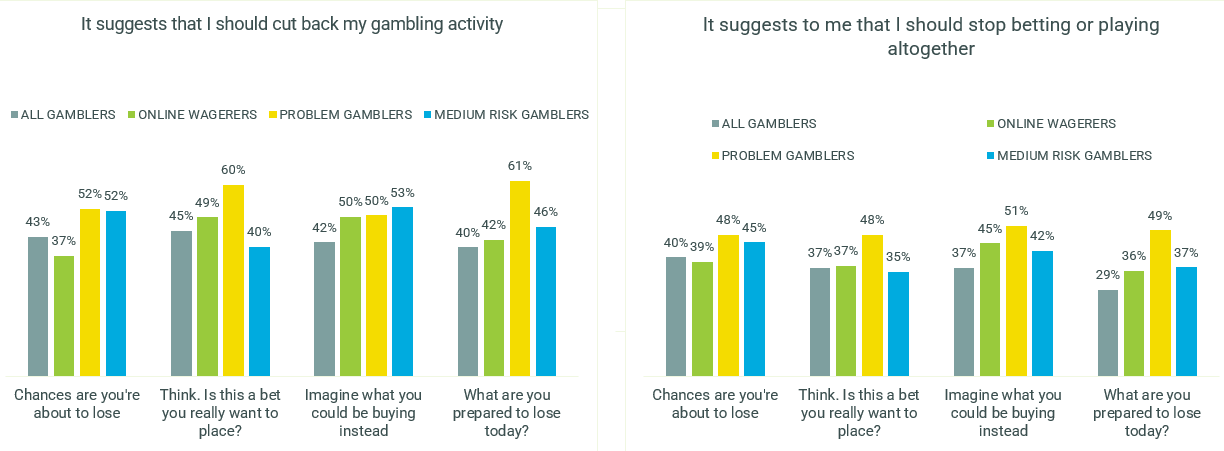 It suggests that I should cut back my gambling activity
ALL GAMBLERS ONLINE WAGERERS PROBLEM GAMBLERS MEDIUM RISK GAMBLERS
43% 37% 52% 52%
45% 49% 60% 40%
42% 50% 50% 53%
40% 42% 61% 46%
Chances are you're
about to lose
Think. Is this a bet
you really want to
place?
Imagine what you
could be buying
instead
What are you
prepared to lose
today?
It suggests to me that I should stop betting or playing
altogether
ALL GAMBLERS ONLINE WAGERERS
PROBLEM GAMBLERS MEDIUM RISK GAMBLERS
40% 39% 48% 45%
37% 37% 48% 35%
37% 45% 51% 42%
29% 36% 49% 37%
Chances are you're
about to lose
Think. Is this a bet
you really want to
place?
Imagine what you
could be buying
instead
What are you
prepared to lose
today?